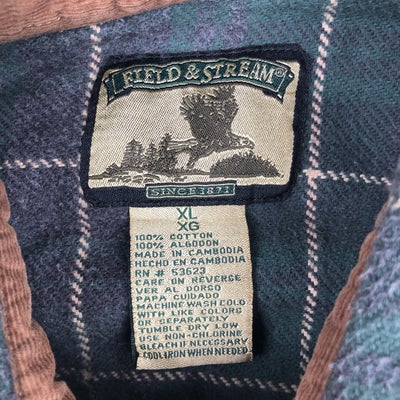 FIELD & STREAM
SINCE 1871
XL
XG
100% COTTON
100% ALGODON
MADE IN CAMBODIA
HECHO EN CAMBODIA
RN # 53623
CARE ON REVERSE
VER AL DORSO
PAPA CUIDADO
MACHINE WASH COLD
WITH LIKE COLORS
OR SEPARATELY
TUMBLE DRY LOW
USE NON-CHLORINE
BLEACH IF NECESSARY
COOL IRON WHEN NEEDED